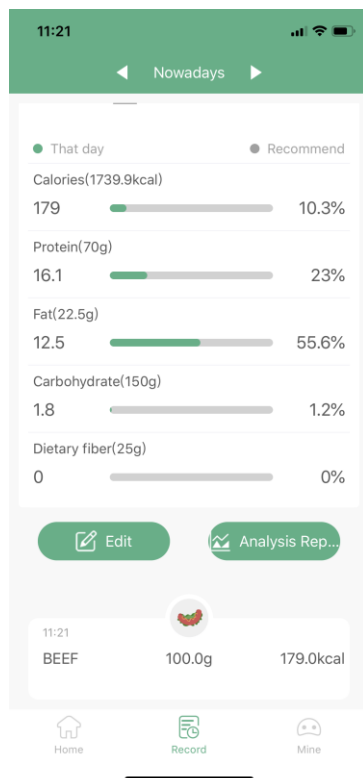 11:21
Nowadays
That day Recommend
Calories(1739.9kcal)
179 10.3%
Protein(70g)
16.1 23%
Fat(22.5g)
12.5 55.6%
Carbohydrate(150g)
1.8 1.2%
Dietary fiber(25g)
0 0%
Edit Analysis Rep...
11:21
BEEF 100.0g 179.0kcal
Home Record Mine